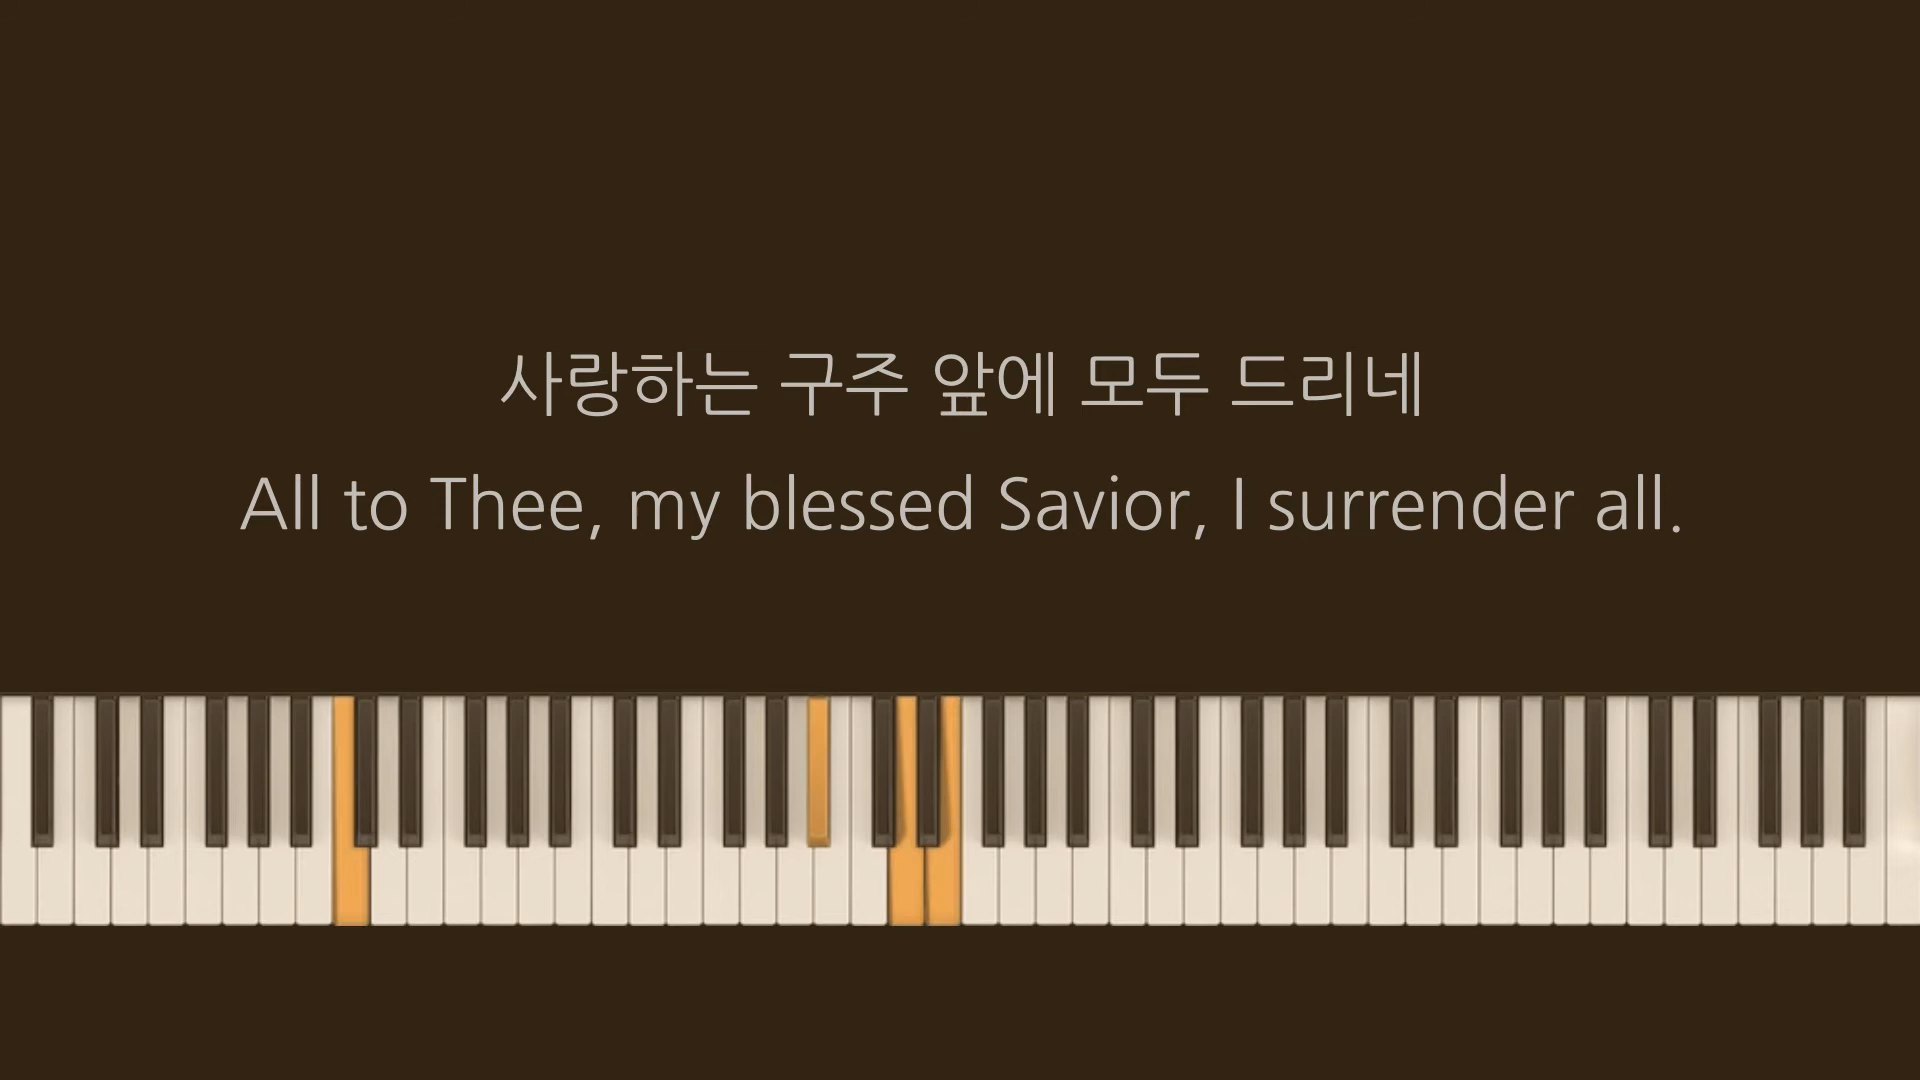 사랑하는 구주 앞에 모두 드리네
All to Thee, my blessed Savior, I surrender all.